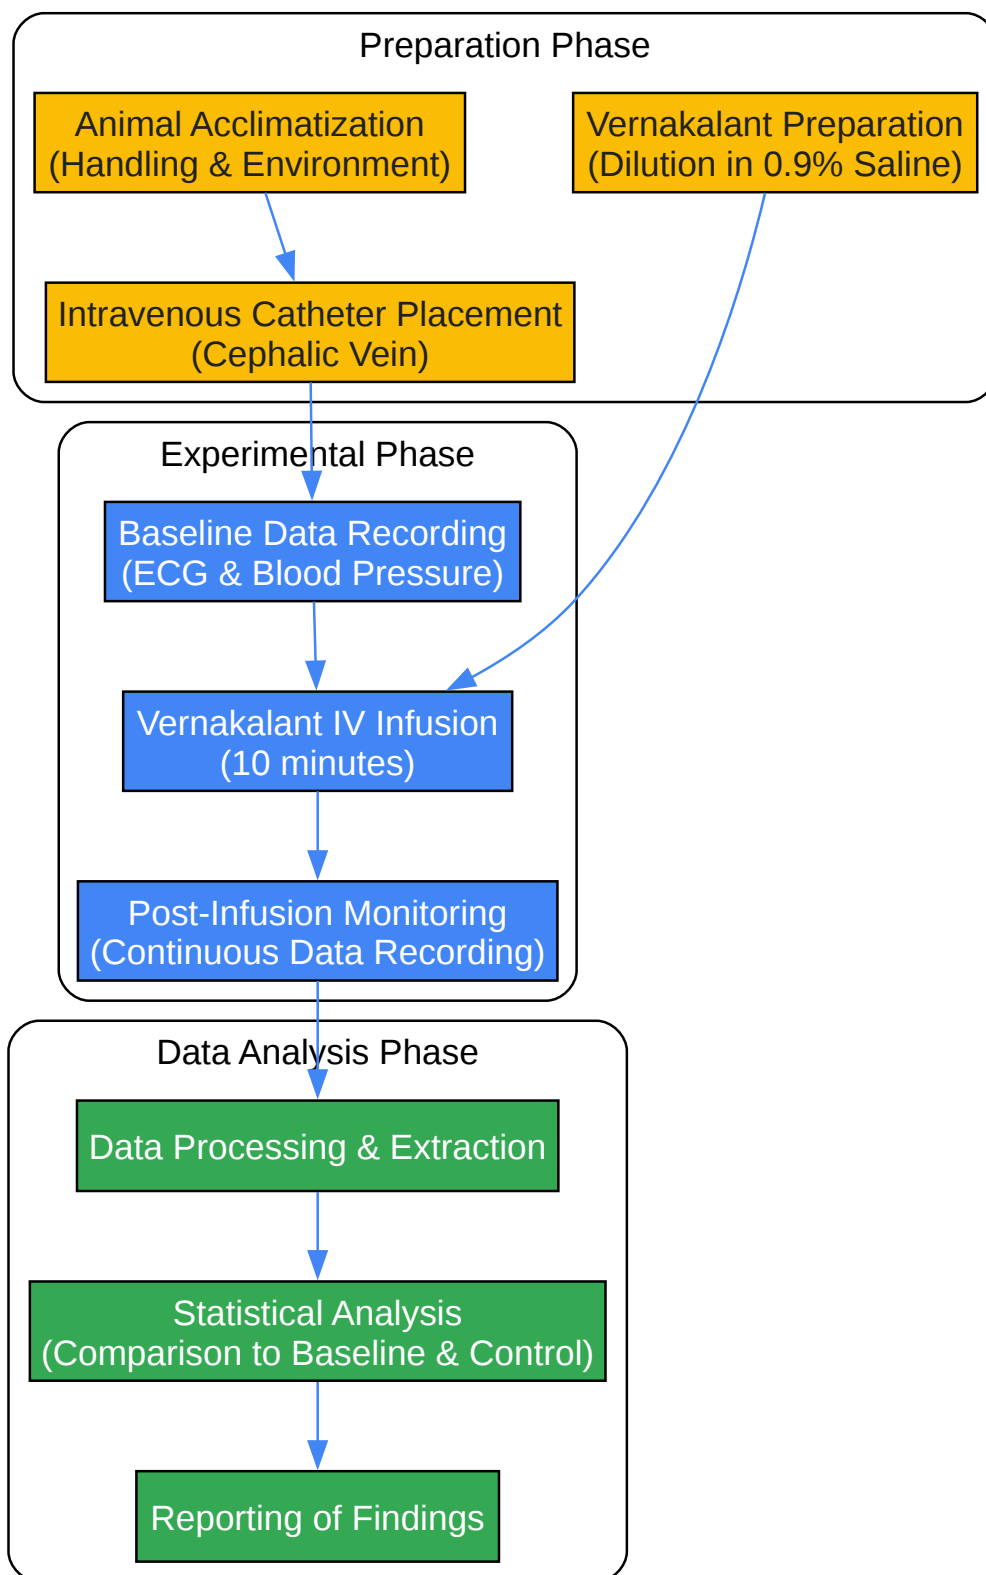 Preparation Phase
Animal Acclimatization
(Handling & Environment)
Vernakalant Preparation
(Dilution in 0.9% Saline)
Intravenous Catheter Placement
(Cephalic Vein)
Experimental Phase
Baseline Data Recording
(ECG & Blood Pressure)
Vernakalant IV Infusion
(10 minutes)
Post-Infusion Monitoring
(Continuous Data Recording)
Data Analysis Phase
Data Processing & Extraction
Statistical Analysis
(Comparison to Baseline & Control)
Reporting of Findings